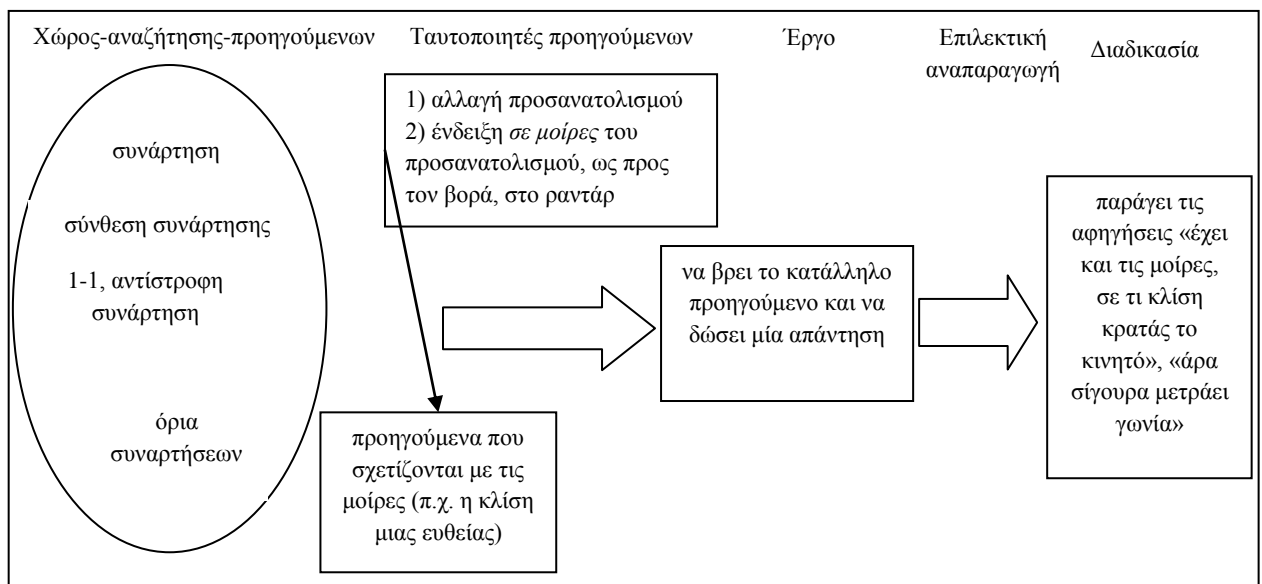 Χώρος-αναζήτησης-προηγούμενων
Ταυτοποιητές προηγούμενων
Έργο
Επιλεκτική
αναπαραγωγή
Διαδικασία
συνάρτηση
σύνθεση συνάρτησης
1-1, αντίστροφη
συνάρτηση
όρια
συναρτήσεων
1) αλλαγή προσανατολισμού
2) ένδειξη σε μοίρες του
προσανατολισμού, ως προς
τον βορά, στο ραντάρ
προηγούμενα που
σχετίζονται με τις
μοίρες (π.χ. η κλίση
μιας ευθείας)
να βρει το κατάλληλο
προηγούμενο και να
δώσει μία απάντηση
παράγει τις
αφηγήσεις «έχει
και τις μοίρες,
σε τι κλίση
κρατάς το
κινητό», «άρα
σίγουρα μετράει
γωνία»